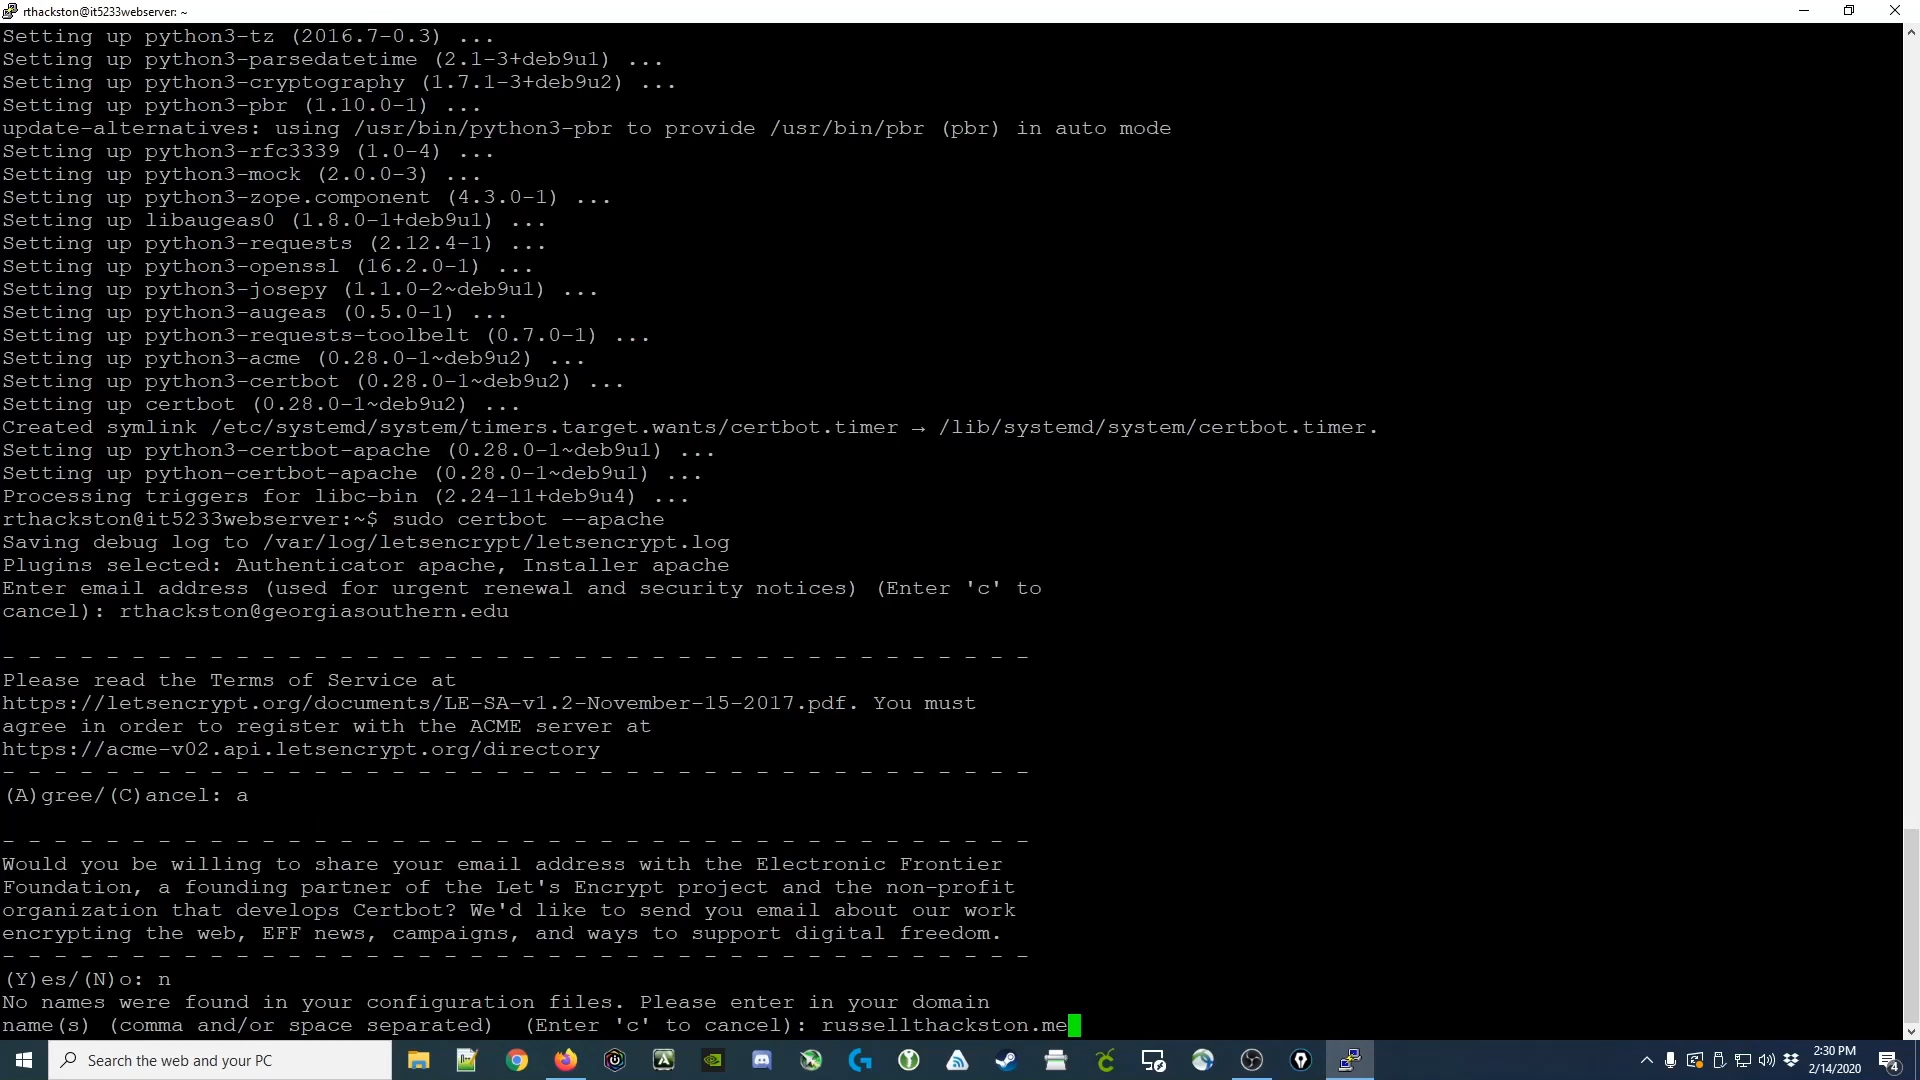 rthackston@it5233webserver: ~
Setting up python3-tz (2016.7-0.3) ...
Setting up python3-parsedatetime (2.1-3+deb9u1) ...
Setting up python3-cryptography (1.7.1-3+deb9u2) ...
Setting up python3-pbr (1.10.0-1) ...
update-alternatives: using /usr/bin/python3-pbr to provide /usr/bin/pbr (pbr) in auto mode
Setting up python3-rfc3339 (1.0-4) ...
Setting up python3-mock (2.0.0-3) ...
Setting up python3-zope.component (4.3.0-1) ...
Setting up libaugeas0 (1.8.0-1+deb9u1) ...
Setting up python3-requests (2.12.4-1) ...
Setting up python3-openssl (16.2.0-1) ...
Setting up python3-josepy (1.1.0-2~deb9u1) ...
Setting up python3-augeas (0.5.0-1) ...
Setting up python3-requests-toolbelt (0.7.0-1) ...
Setting up python3-acme (0.28.0-1~deb9u2) ...
Setting up python3-certbot (0.28.0-1~deb9u2) ...
Setting up certbot (0.28.0-1~deb9u2) ...
Created symlink /etc/systemd/system/timers.target.wants/certbot.timer → /lib/systemd/system/certbot.timer.
Setting up python3-certbot-apache (0.28.0-1~deb9u1) ...
Setting up python-certbot-apache (0.28.0-1~deb9u1) ...
Processing triggers for libc-bin (2.24-11+deb9u4) ...
rthackston@it5233webserver:~$ sudo certbot --apache
Saving debug log to /var/log/letsencrypt/letsencrypt.log
Plugins selected: Authenticator apache, Installer apache
Enter email address (used for urgent renewal and security notices) (Enter 'c' to
cancel): rthackston@georgiasouthern.edu
- - - - - - - - - - - - - - - - - - - - - - - - - - - - - - - - - - - - - - - -
Please read the Terms of Service at
https://letsencrypt.org/documents/LE-SA-v1.2-November-15-2017.pdf. You must
agree in order to register with the ACME server at
https://acme-v02.api.letsencrypt.org/directory
- - - - - - - - - - - - - - - - - - - - - - - - - - - - - - - - - - - - - - - -
(A)gree/(C)ancel: a
- - - - - - - - - - - - - - - - - - - - - - - - - - - - - - - - - - - - - - - -
Would you be willing to share your email address with the Electronic Frontier
Foundation, a founding partner of the Let's Encrypt project and the non-profit
organization that develops Certbot? We'd like to send you email about our work
encrypting the web, EFF news, campaigns, and ways to support digital freedom.
- - - - - - - - - - - - - - - - - - - - - - - - - - - - - - - - - - - - - - - -
(Y)es/(N)o: n
No names were found in your configuration files. Please enter in your domain
name(s) (comma and/or space separated)  (Enter 'c' to cancel): russellthackston.me
Search the web and your PC
2:30 PM
2/14/2020
4